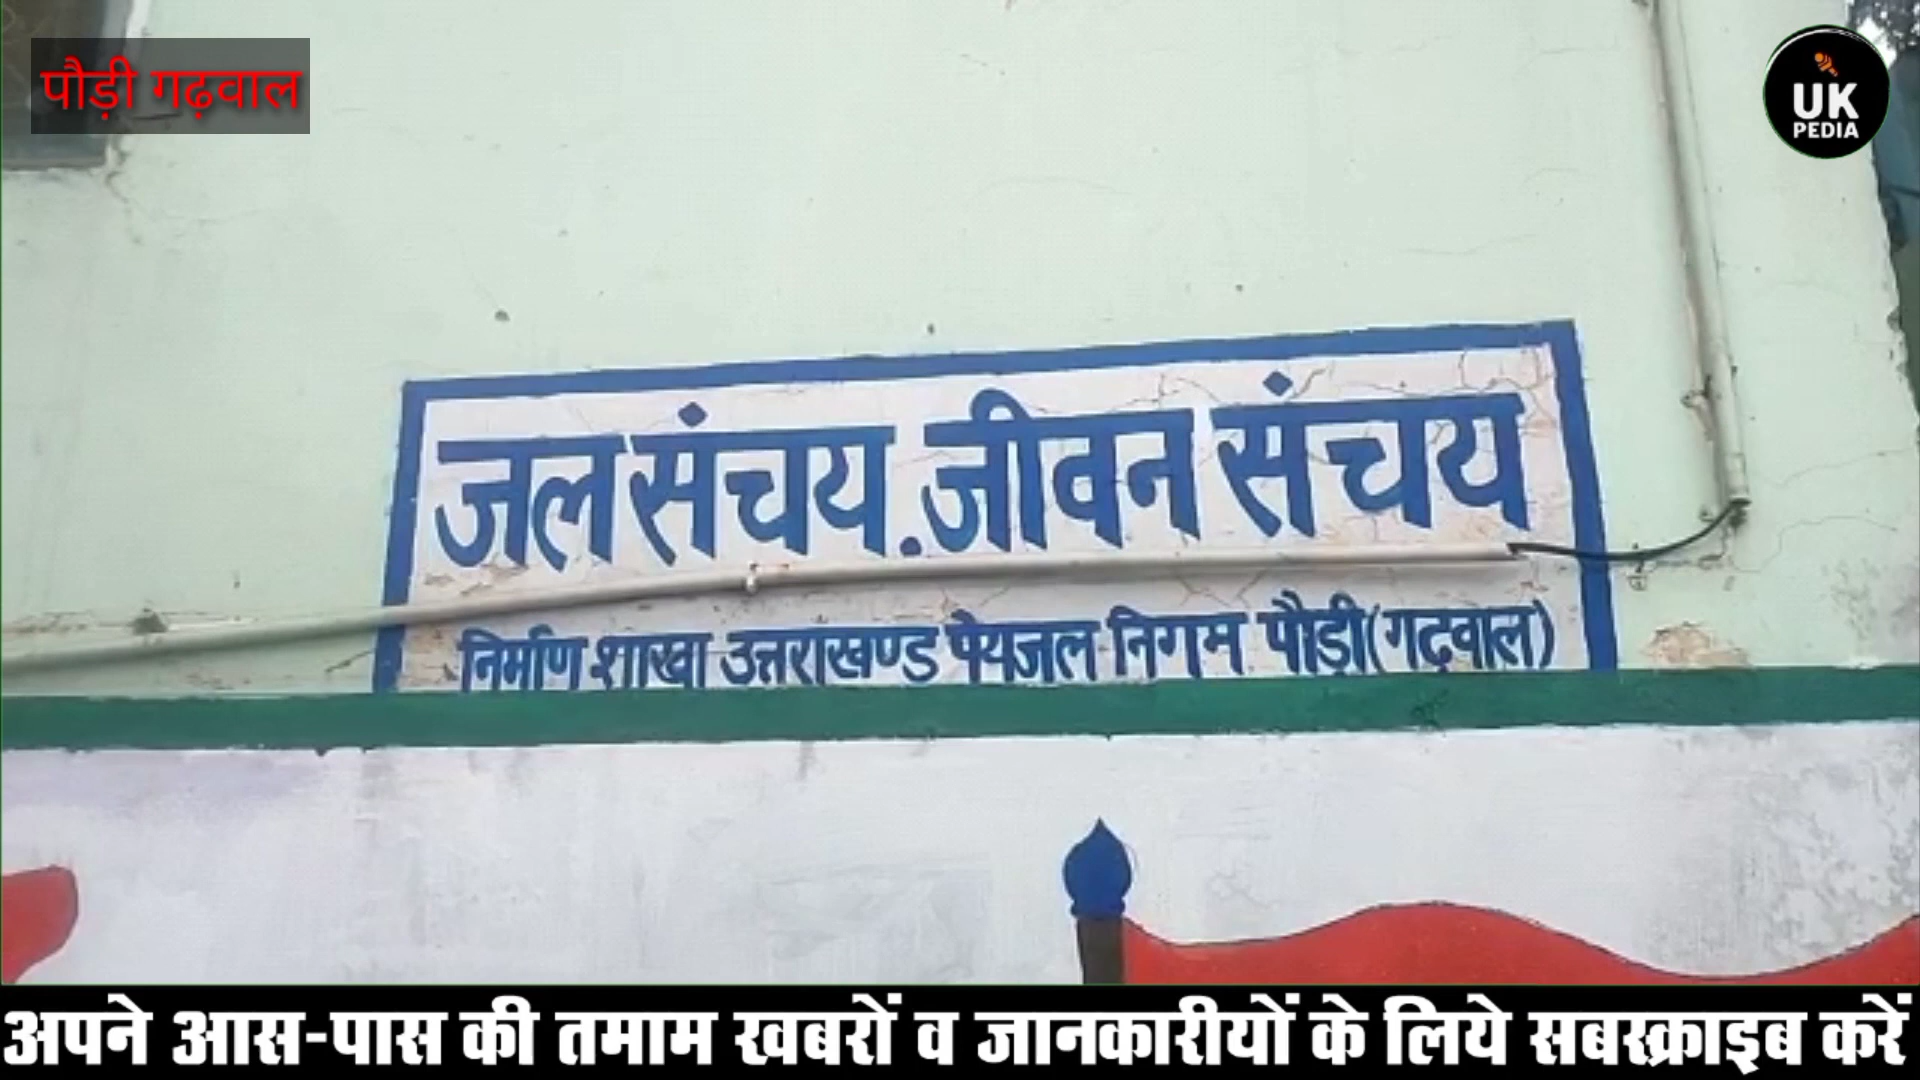 पौड़ी गढ़वाल
UK
PEDIA
जल संचय.जीवन संचय
निर्माण शाखा उत्तराखण्ड पेयजल निगम पौड़ी(गढ़वाल)
अपने आस-पास की तमाम खबरों व जानकारीयों के लिये सबस्क्राइब करें